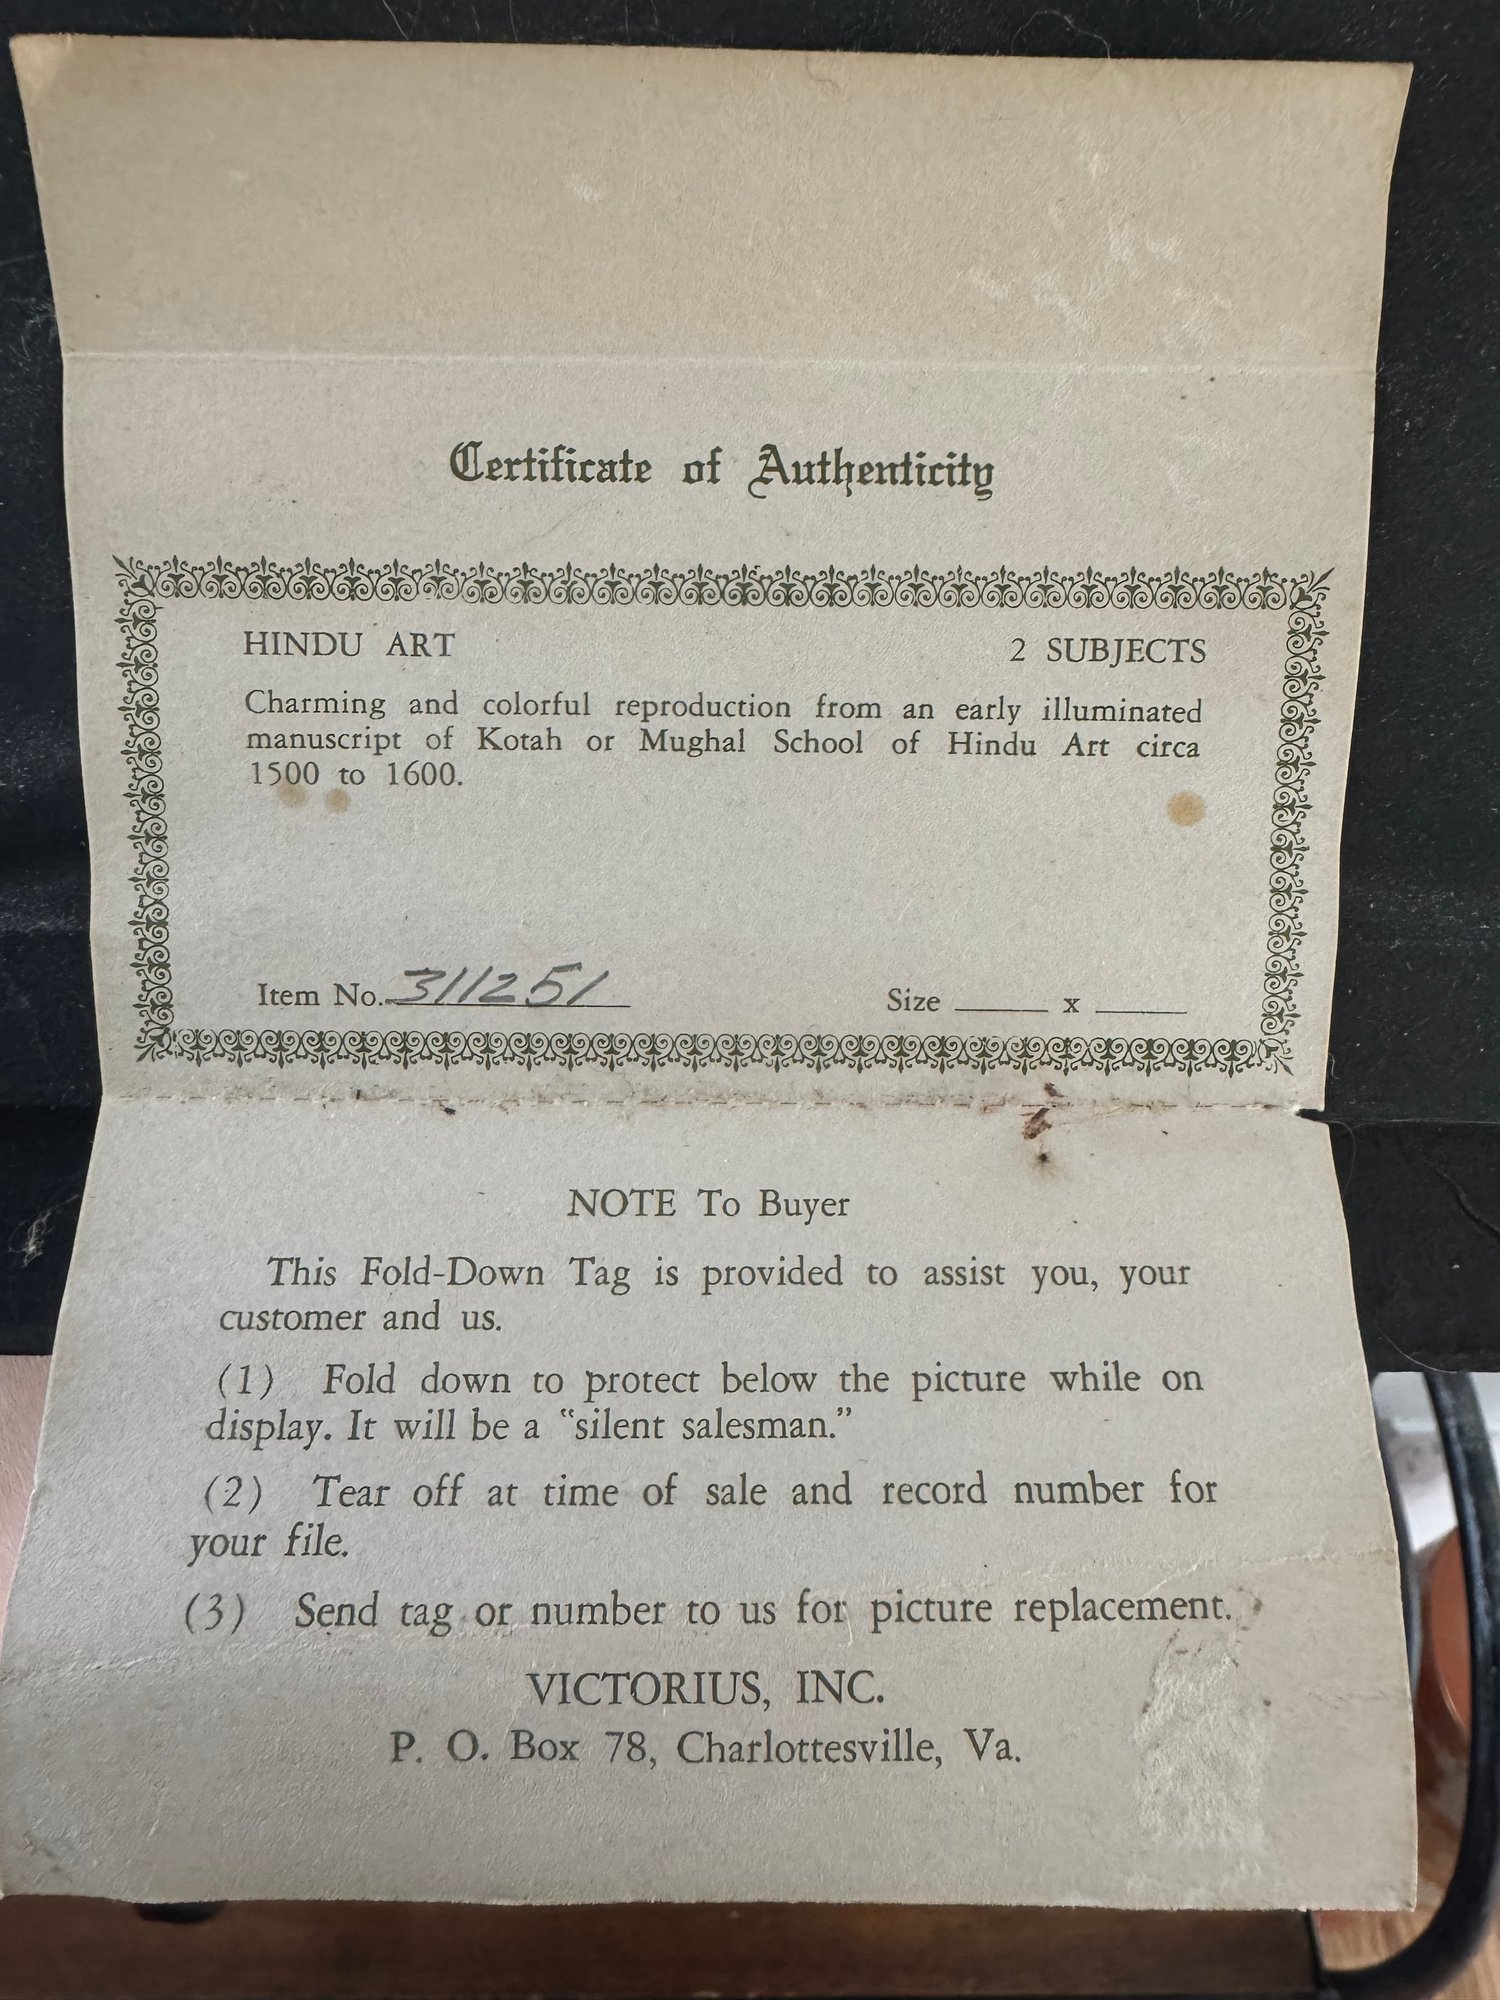 Certificate of Authenticity
HINDU ART 2 SUBJECTS
Charming and colorful reproduction from an early illuminated
manuscript of Kotah or Mughal School of Hindu Art circa
1500 to 1600.
Item No. 311251 Size ______ x ______
NOTE To Buyer
This Fold-Down Tag is provided to assist you, your
customer and us.
(1) Fold down to protect below the picture while on
display. It will be a "silent salesman."
(2) Tear off at time of sale and record number for
your file.
(3) Send tag or number to us for picture replacement.
VICTORIUS, INC.
P. O. Box 78, Charlottesville, Va.